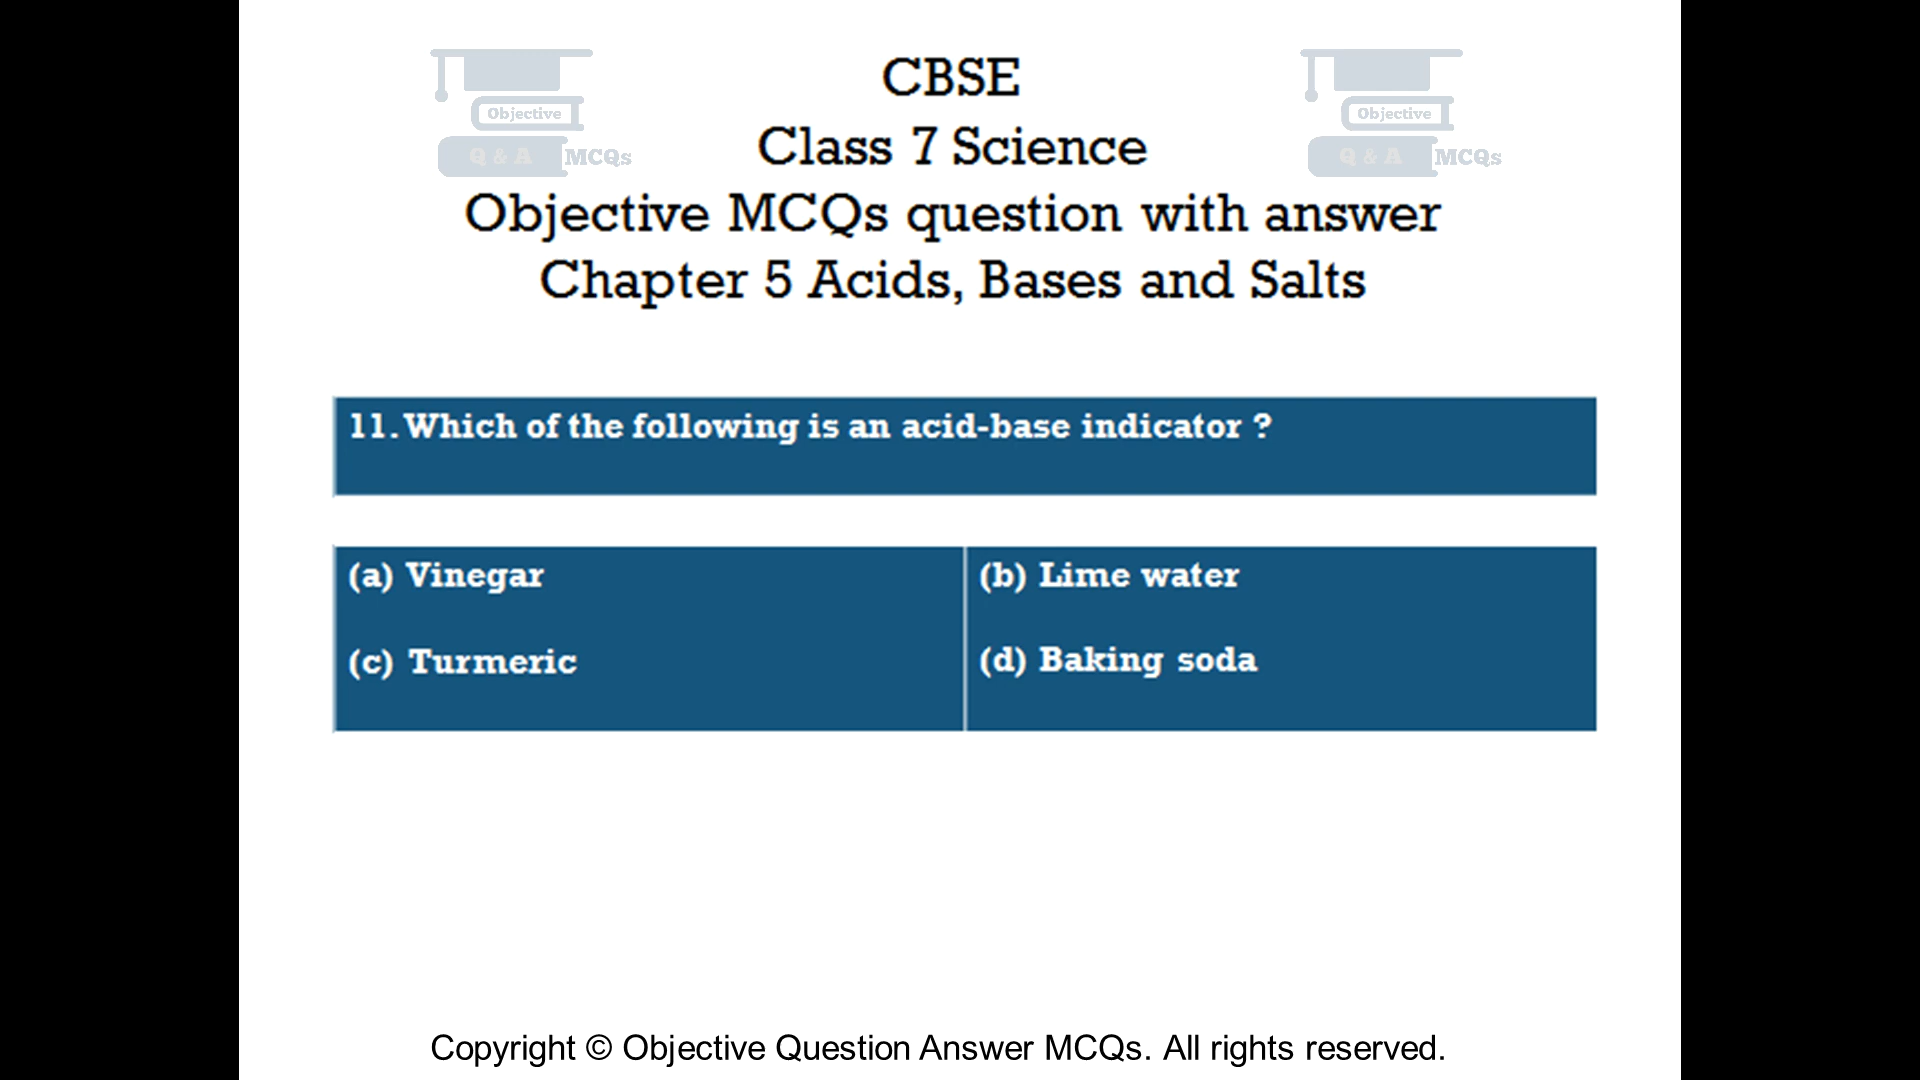 Objective
Q & A MCQs
Objective
Q & A MCQs
CBSE
Class 7 Science
Objective MCQs question with answer
Chapter 5 Acids, Bases and Salts
11. Which of the following is an acid-base indicator ?
(a) Vinegar
(b) Lime water
(c) Turmeric
(d) Baking soda
Copyright © Objective Question Answer MCQs. All rights reserved.